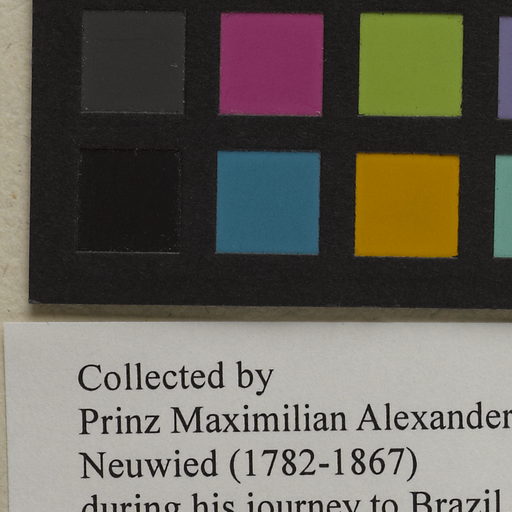 Collected by
Prinz Maximilian Alexander
Neuwied (1782-1867)
during his journey to Brazil